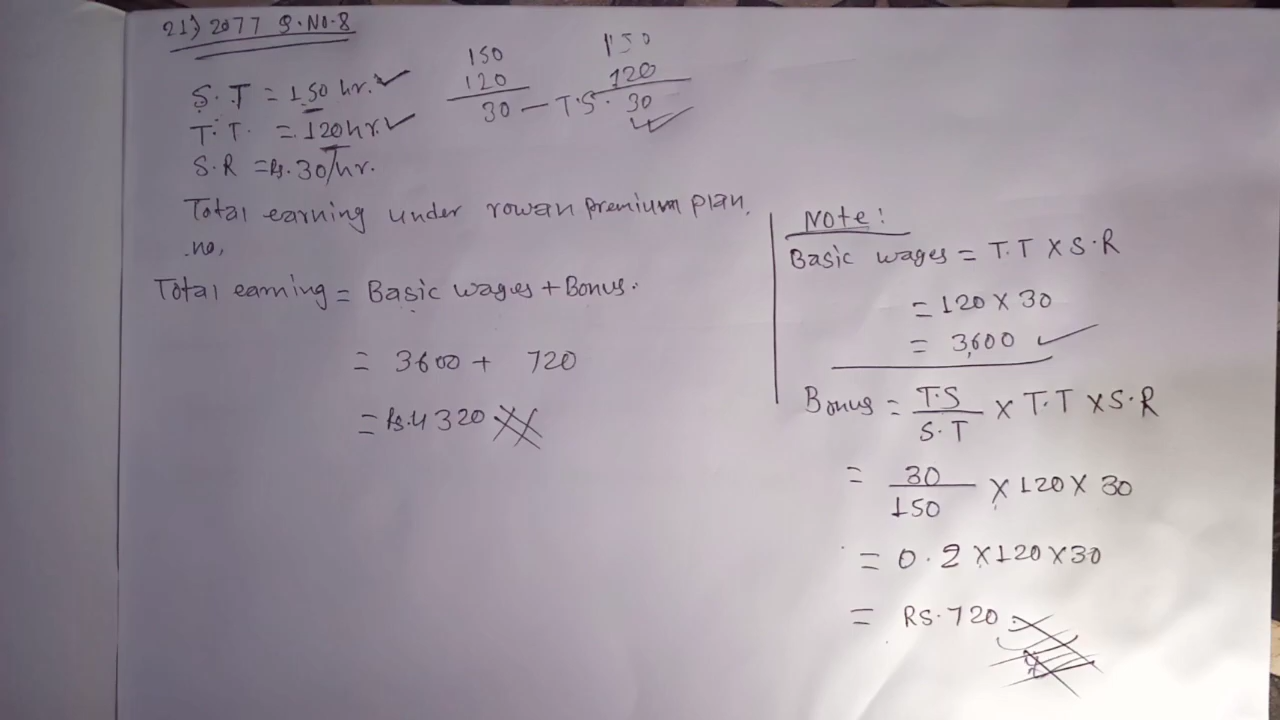 21) 2077 Q.NO.8
S.T = 150 hr.
T.T. = 120hr.
S.R = Rs.30/hr.
150
120
30 — T.S.
150
120
30
Total earning under rowan premium plan,
no,
Total earning = Basic wages + Bonus.
= 3600 + 720
= Rs.4320
Note:
Basic wages = T.T X S.R
= 120 X 30
= 3,600
Bonus = T.S / S.T X T.T X S.R
= 30 / 150 X 120 X 30
= 0.2 X 120 X 30
= RS.720